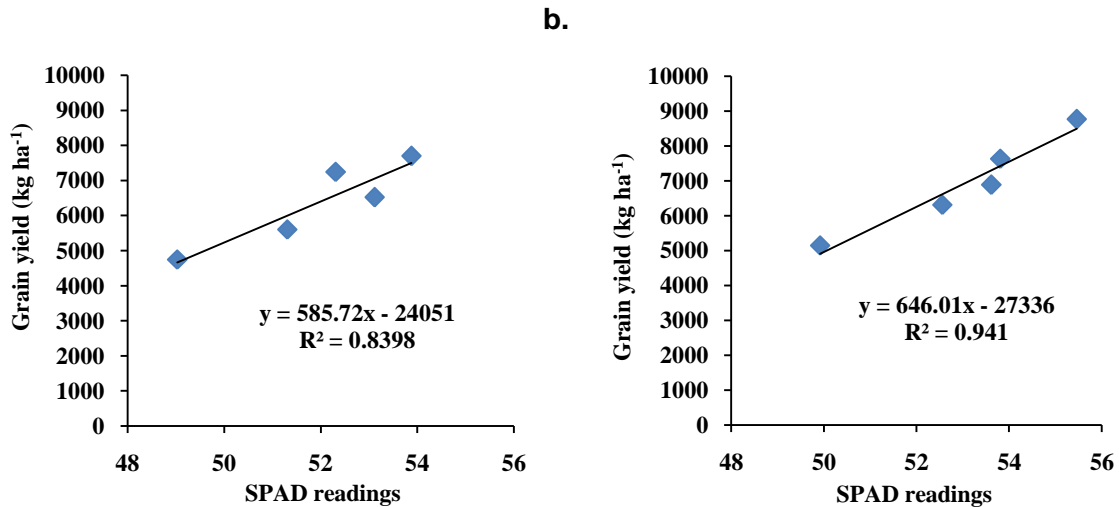 b.
10000
9000
8000
7000
6000
5000
4000
3000
2000
1000
0
Grain yield (kg ha⁻¹)
y = 585.72x - 24051
R² = 0.8398
48 50 52 54 56
SPAD readings
10000
9000
8000
7000
6000
5000
4000
3000
2000
1000
0
Grain yield (kg ha⁻¹)
y = 646.01x - 27336
R² = 0.941
48 50 52 54 56
SPAD readings